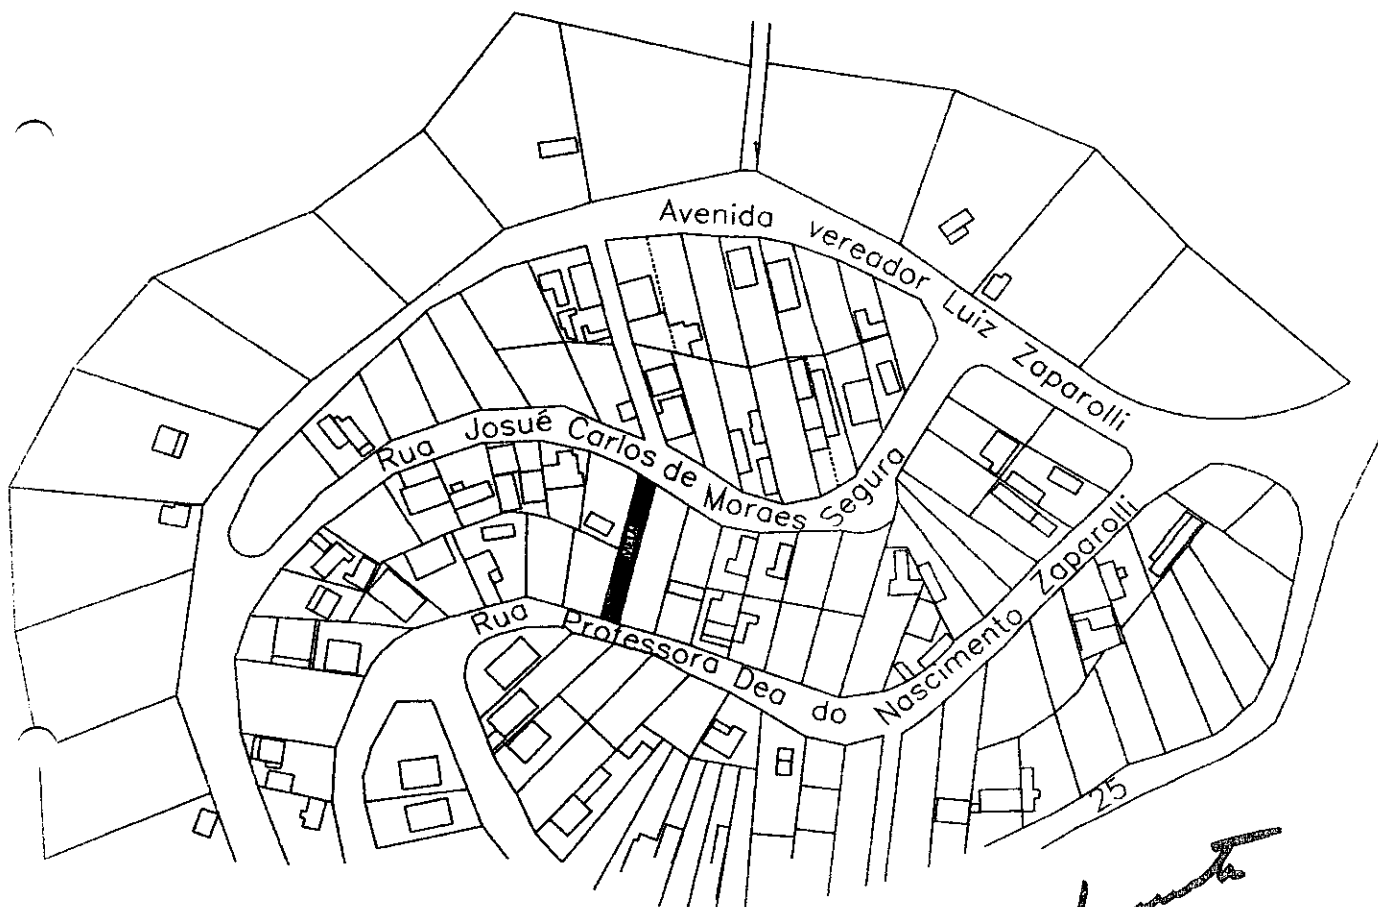 Avenida vereador Luiz Zaparolli
Rua Josué Carlos de Moraes Segura
Rua Professora Dea do Nascimento Zaparolli
25